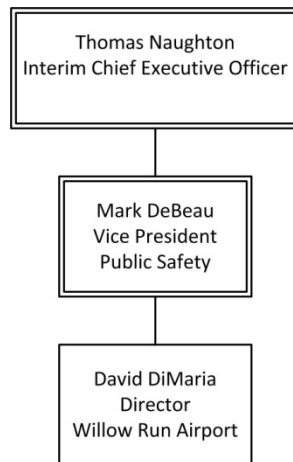 Thomas Naughton
Interim Chief Executive Officer
Mark DeBeau
Vice President
Public Safety
David DiMaria
Director
Willow Run Airport